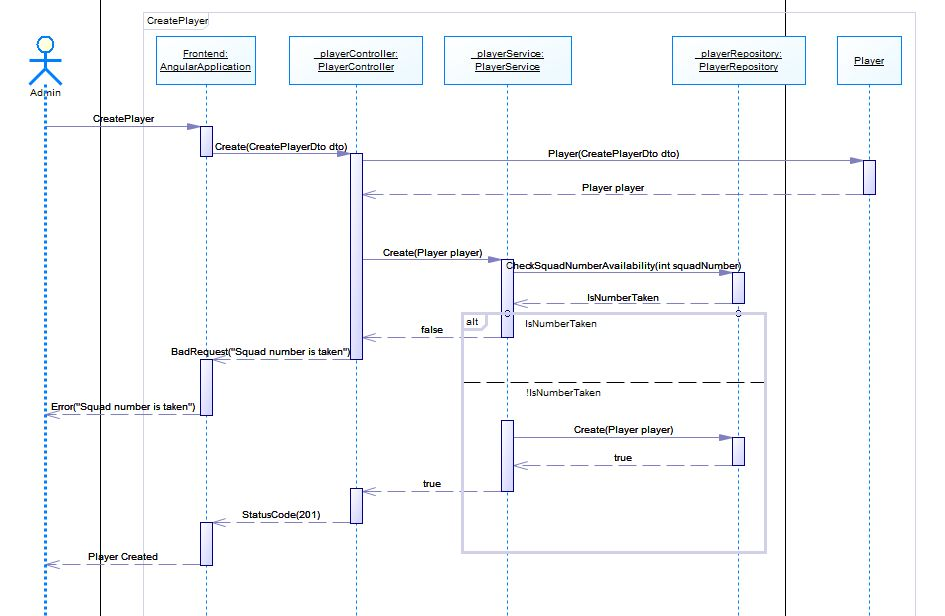 CreatePlayer
Frontend:
AngularApplication
_playerController:
PlayerController
_playerService:
PlayerService
_playerRepository:
PlayerRepository
Player
Admin
CreatePlayer
Create(CreatePlayerDto dto)
Player(CreatePlayerDto dto)
Player player
Create(Player player)
CheckSquadNumberAvailability(int squadNumber)
IsNumberTaken
alt
IsNumberTaken
false
BadRequest("Squad number is taken")
!IsNumberTaken
Error("Squad number is taken")
Create(Player player)
true
true
StatusCode(201)
Player Created